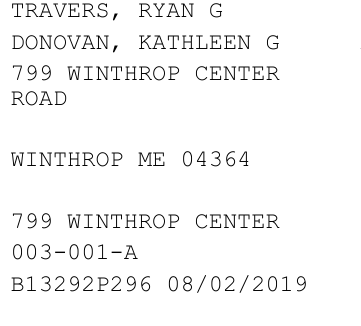 TRAVERS, RYAN G
DONOVAN, KATHLEEN G
799 WINTHROP CENTER
ROAD
WINTHROP ME 04364
799 WINTHROP CENTER
003-001-A
B13292P296 08/02/2019